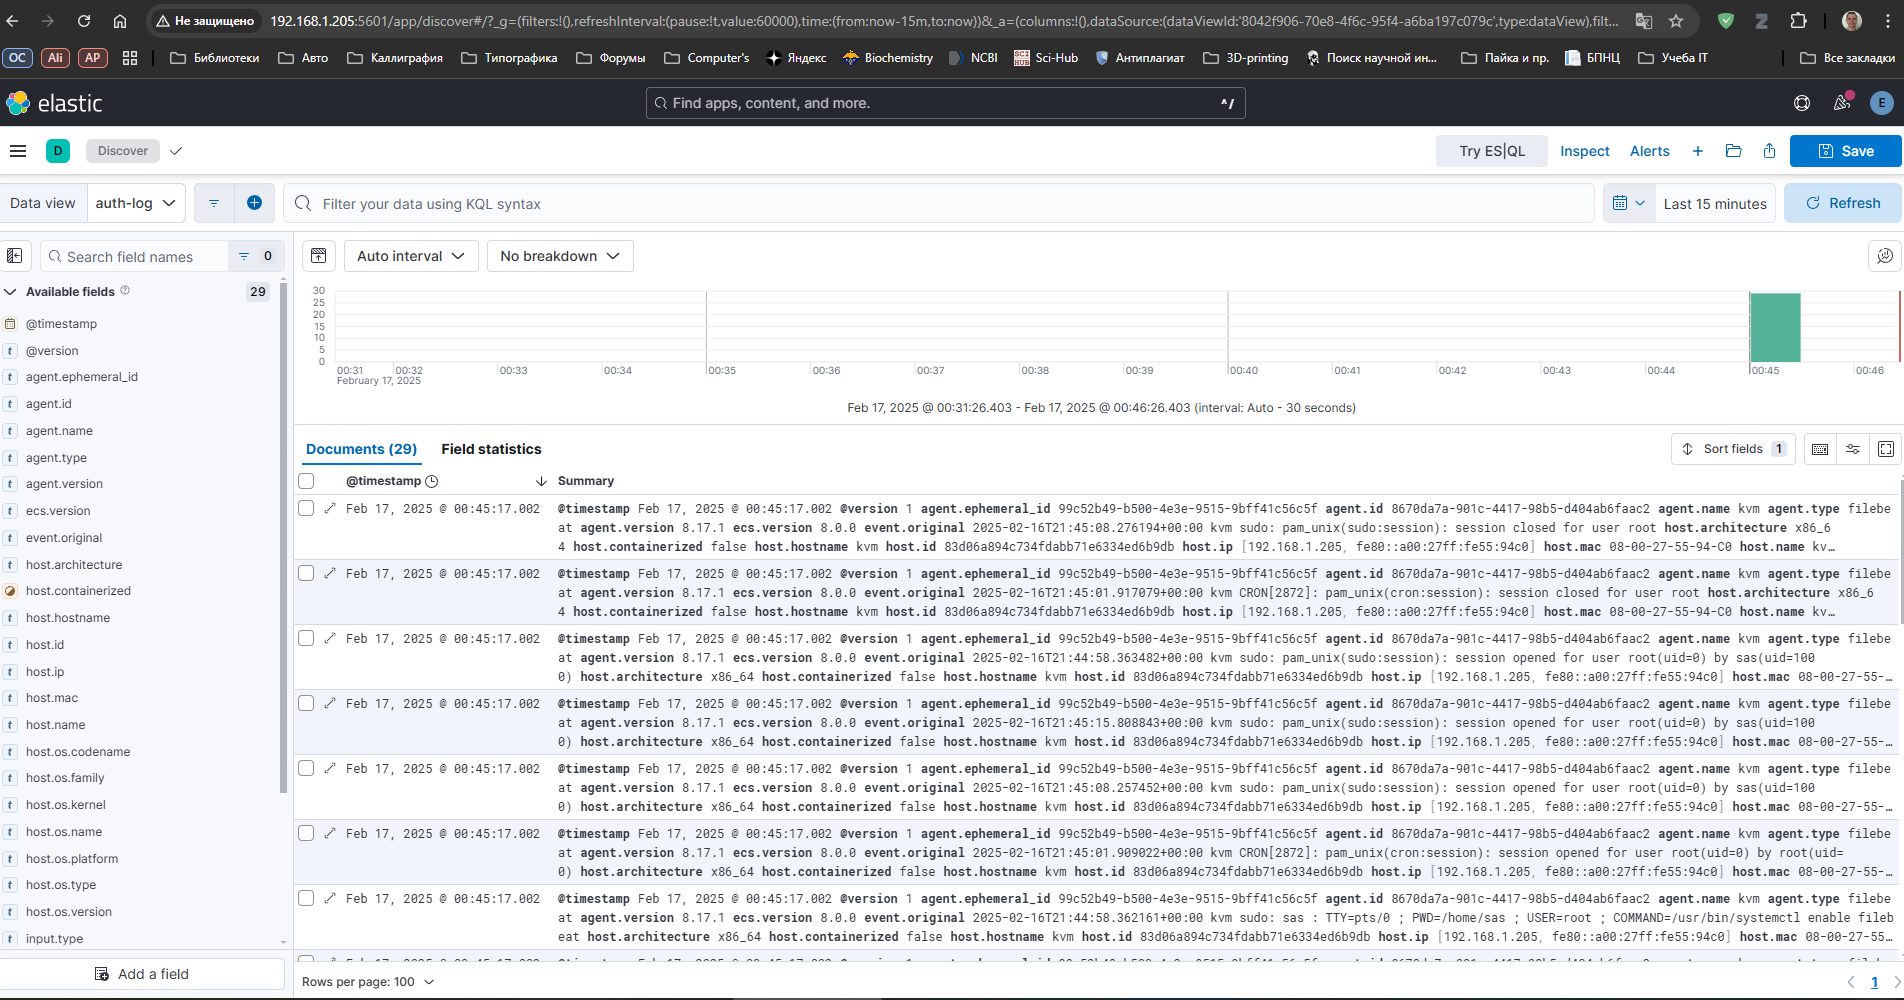 Не защищено 192.168.1.205:5601/app/discover#/?_g=(filters:!(),refreshInterval:(pause:!t,value:60000),time:(from:now-15m,to:now))&_a=(columns:!(),dataSource:(dataViewId:'8042f906-70e8-4f6c-95f4-a6ba197c079c',type:dataView),filt...
OC Ali AP Библиотеки Авто Каллиграфия Типографика Форумы Computer's Яндекс Biochemistry NCBI SCI HUB Sci-Hub Антиплагиат 3D-printing Поиск научной ин... Пайка и пр. БПНЦ Учеба IT Все закладки
elastic Find apps, content, and more. ^/ E
D Discover Try ES|QL Inspect Alerts + Save
Data view auth-log Filter your data using KQL syntax Last 15 minutes Refresh
Search field names 0 Auto interval No breakdown
Available fields 29
@timestamp
@version
agent.ephemeral_id
agent.id
agent.name
agent.type
agent.version
ecs.version
event.original
host.architecture
host.containerized
host.hostname
host.id
host.ip
host.mac
host.name
host.os.codename
host.os.family
host.os.kernel
host.os.name
host.os.platform
host.os.type
host.os.version
input.type
Add a field
30
25
20
15
10
5
0
00:31 00:32 00:33 00:34 00:35 00:36 00:37 00:38 00:39 00:40 00:41 00:42 00:43 00:44 00:45 00:46
February 17, 2025
Feb 17, 2025 @ 00:31:26.403 - Feb 17, 2025 @ 00:46:26.403 (interval: Auto - 30 seconds)
Documents (29) Field statistics Sort fields 1
@timestamp Summary
Feb 17, 2025 @ 00:45:17.002 @timestamp Feb 17, 2025 @ 00:45:17.002 @version 1 agent.ephemeral_id 99c52b49-b500-4e3e-9515-9bff41c56c5f agent.id 8670da7a-901c-4417-98b5-d404ab6faac2 agent.name kvm agent.type filebe
at agent.version 8.17.1 ecs.version 8.0.0 event.original 2025-02-16T21:45:08.276194+00:00 kvm sudo: pam_unix(sudo:session): session closed for user root host.architecture x86_6
4 host.containerized false host.hostname kvm host.id 83d06a894c734fdabb71e6334ed6b9db host.ip [192.168.1.205, fe80::a00:27ff:fe55:94c0] host.mac 08-00-27-55-94-C0 host.name kv…
Feb 17, 2025 @ 00:45:17.002 @timestamp Feb 17, 2025 @ 00:45:17.002 @version 1 agent.ephemeral_id 99c52b49-b500-4e3e-9515-9bff41c56c5f agent.id 8670da7a-901c-4417-98b5-d404ab6faac2 agent.name kvm agent.type filebe
at agent.version 8.17.1 ecs.version 8.0.0 event.original 2025-02-16T21:45:01.917079+00:00 kvm CRON[2872]: pam_unix(cron:session): session closed for user root host.architecture x86_6
4 host.containerized false host.hostname kvm host.id 83d06a894c734fdabb71e6334ed6b9db host.ip [192.168.1.205, fe80::a00:27ff:fe55:94c0] host.mac 08-00-27-55-94-C0 host.name kv…
Feb 17, 2025 @ 00:45:17.002 @timestamp Feb 17, 2025 @ 00:45:17.002 @version 1 agent.ephemeral_id 99c52b49-b500-4e3e-9515-9bff41c56c5f agent.id 8670da7a-901c-4417-98b5-d404ab6faac2 agent.name kvm agent.type filebe
at agent.version 8.17.1 ecs.version 8.0.0 event.original 2025-02-16T21:44:58.363482+00:00 kvm sudo: pam_unix(sudo:session): session opened for user root(uid=0) by sas(uid=100
0) host.architecture x86_64 host.containerized false host.hostname kvm host.id 83d06a894c734fdabb71e6334ed6b9db host.ip [192.168.1.205, fe80::a00:27ff:fe55:94c0] host.mac 08-00-27-55-…
Feb 17, 2025 @ 00:45:17.002 @timestamp Feb 17, 2025 @ 00:45:17.002 @version 1 agent.ephemeral_id 99c52b49-b500-4e3e-9515-9bff41c56c5f agent.id 8670da7a-901c-4417-98b5-d404ab6faac2 agent.name kvm agent.type filebe
at agent.version 8.17.1 ecs.version 8.0.0 event.original 2025-02-16T21:45:15.808843+00:00 kvm sudo: pam_unix(sudo:session): session opened for user root(uid=0) by sas(uid=100
0) host.architecture x86_64 host.containerized false host.hostname kvm host.id 83d06a894c734fdabb71e6334ed6b9db host.ip [192.168.1.205, fe80::a00:27ff:fe55:94c0] host.mac 08-00-27-55-…
Feb 17, 2025 @ 00:45:17.002 @timestamp Feb 17, 2025 @ 00:45:17.002 @version 1 agent.ephemeral_id 99c52b49-b500-4e3e-9515-9bff41c56c5f agent.id 8670da7a-901c-4417-98b5-d404ab6faac2 agent.name kvm agent.type filebe
at agent.version 8.17.1 ecs.version 8.0.0 event.original 2025-02-16T21:45:08.257452+00:00 kvm sudo: pam_unix(sudo:session): session opened for user root(uid=0) by sas(uid=100
0) host.architecture x86_64 host.containerized false host.hostname kvm host.id 83d06a894c734fdabb71e6334ed6b9db host.ip [192.168.1.205, fe80::a00:27ff:fe55:94c0] host.mac 08-00-27-55-…
Feb 17, 2025 @ 00:45:17.002 @timestamp Feb 17, 2025 @ 00:45:17.002 @version 1 agent.ephemeral_id 99c52b49-b500-4e3e-9515-9bff41c56c5f agent.id 8670da7a-901c-4417-98b5-d404ab6faac2 agent.name kvm agent.type filebe
at agent.version 8.17.1 ecs.version 8.0.0 event.original 2025-02-16T21:45:01.909022+00:00 kvm CRON[2872]: pam_unix(cron:session): session opened for user root(uid=0) by root(uid=
0) host.architecture x86_64 host.containerized false host.hostname kvm host.id 83d06a894c734fdabb71e6334ed6b9db host.ip [192.168.1.205, fe80::a00:27ff:fe55:94c0] host.mac 08-00-27-55-…
Feb 17, 2025 @ 00:45:17.002 @timestamp Feb 17, 2025 @ 00:45:17.002 @version 1 agent.ephemeral_id 99c52b49-b500-4e3e-9515-9bff41c56c5f agent.id 8670da7a-901c-4417-98b5-d404ab6faac2 agent.name kvm agent.type filebe
at agent.version 8.17.1 ecs.version 8.0.0 event.original 2025-02-16T21:44:58.362161+00:00 kvm sudo: sas : TTY=pts/0 ; PWD=/home/sas ; USER=root ; COMMAND=/usr/bin/systemctl enable fileb
eat host.architecture x86_64 host.containerized false host.hostname kvm host.id 83d06a894c734fdabb71e6334ed6b9db host.ip [192.168.1.205, fe80::a00:27ff:fe55:94c0] host.mac 08-00-27-55-…
Rows per page: 100 1